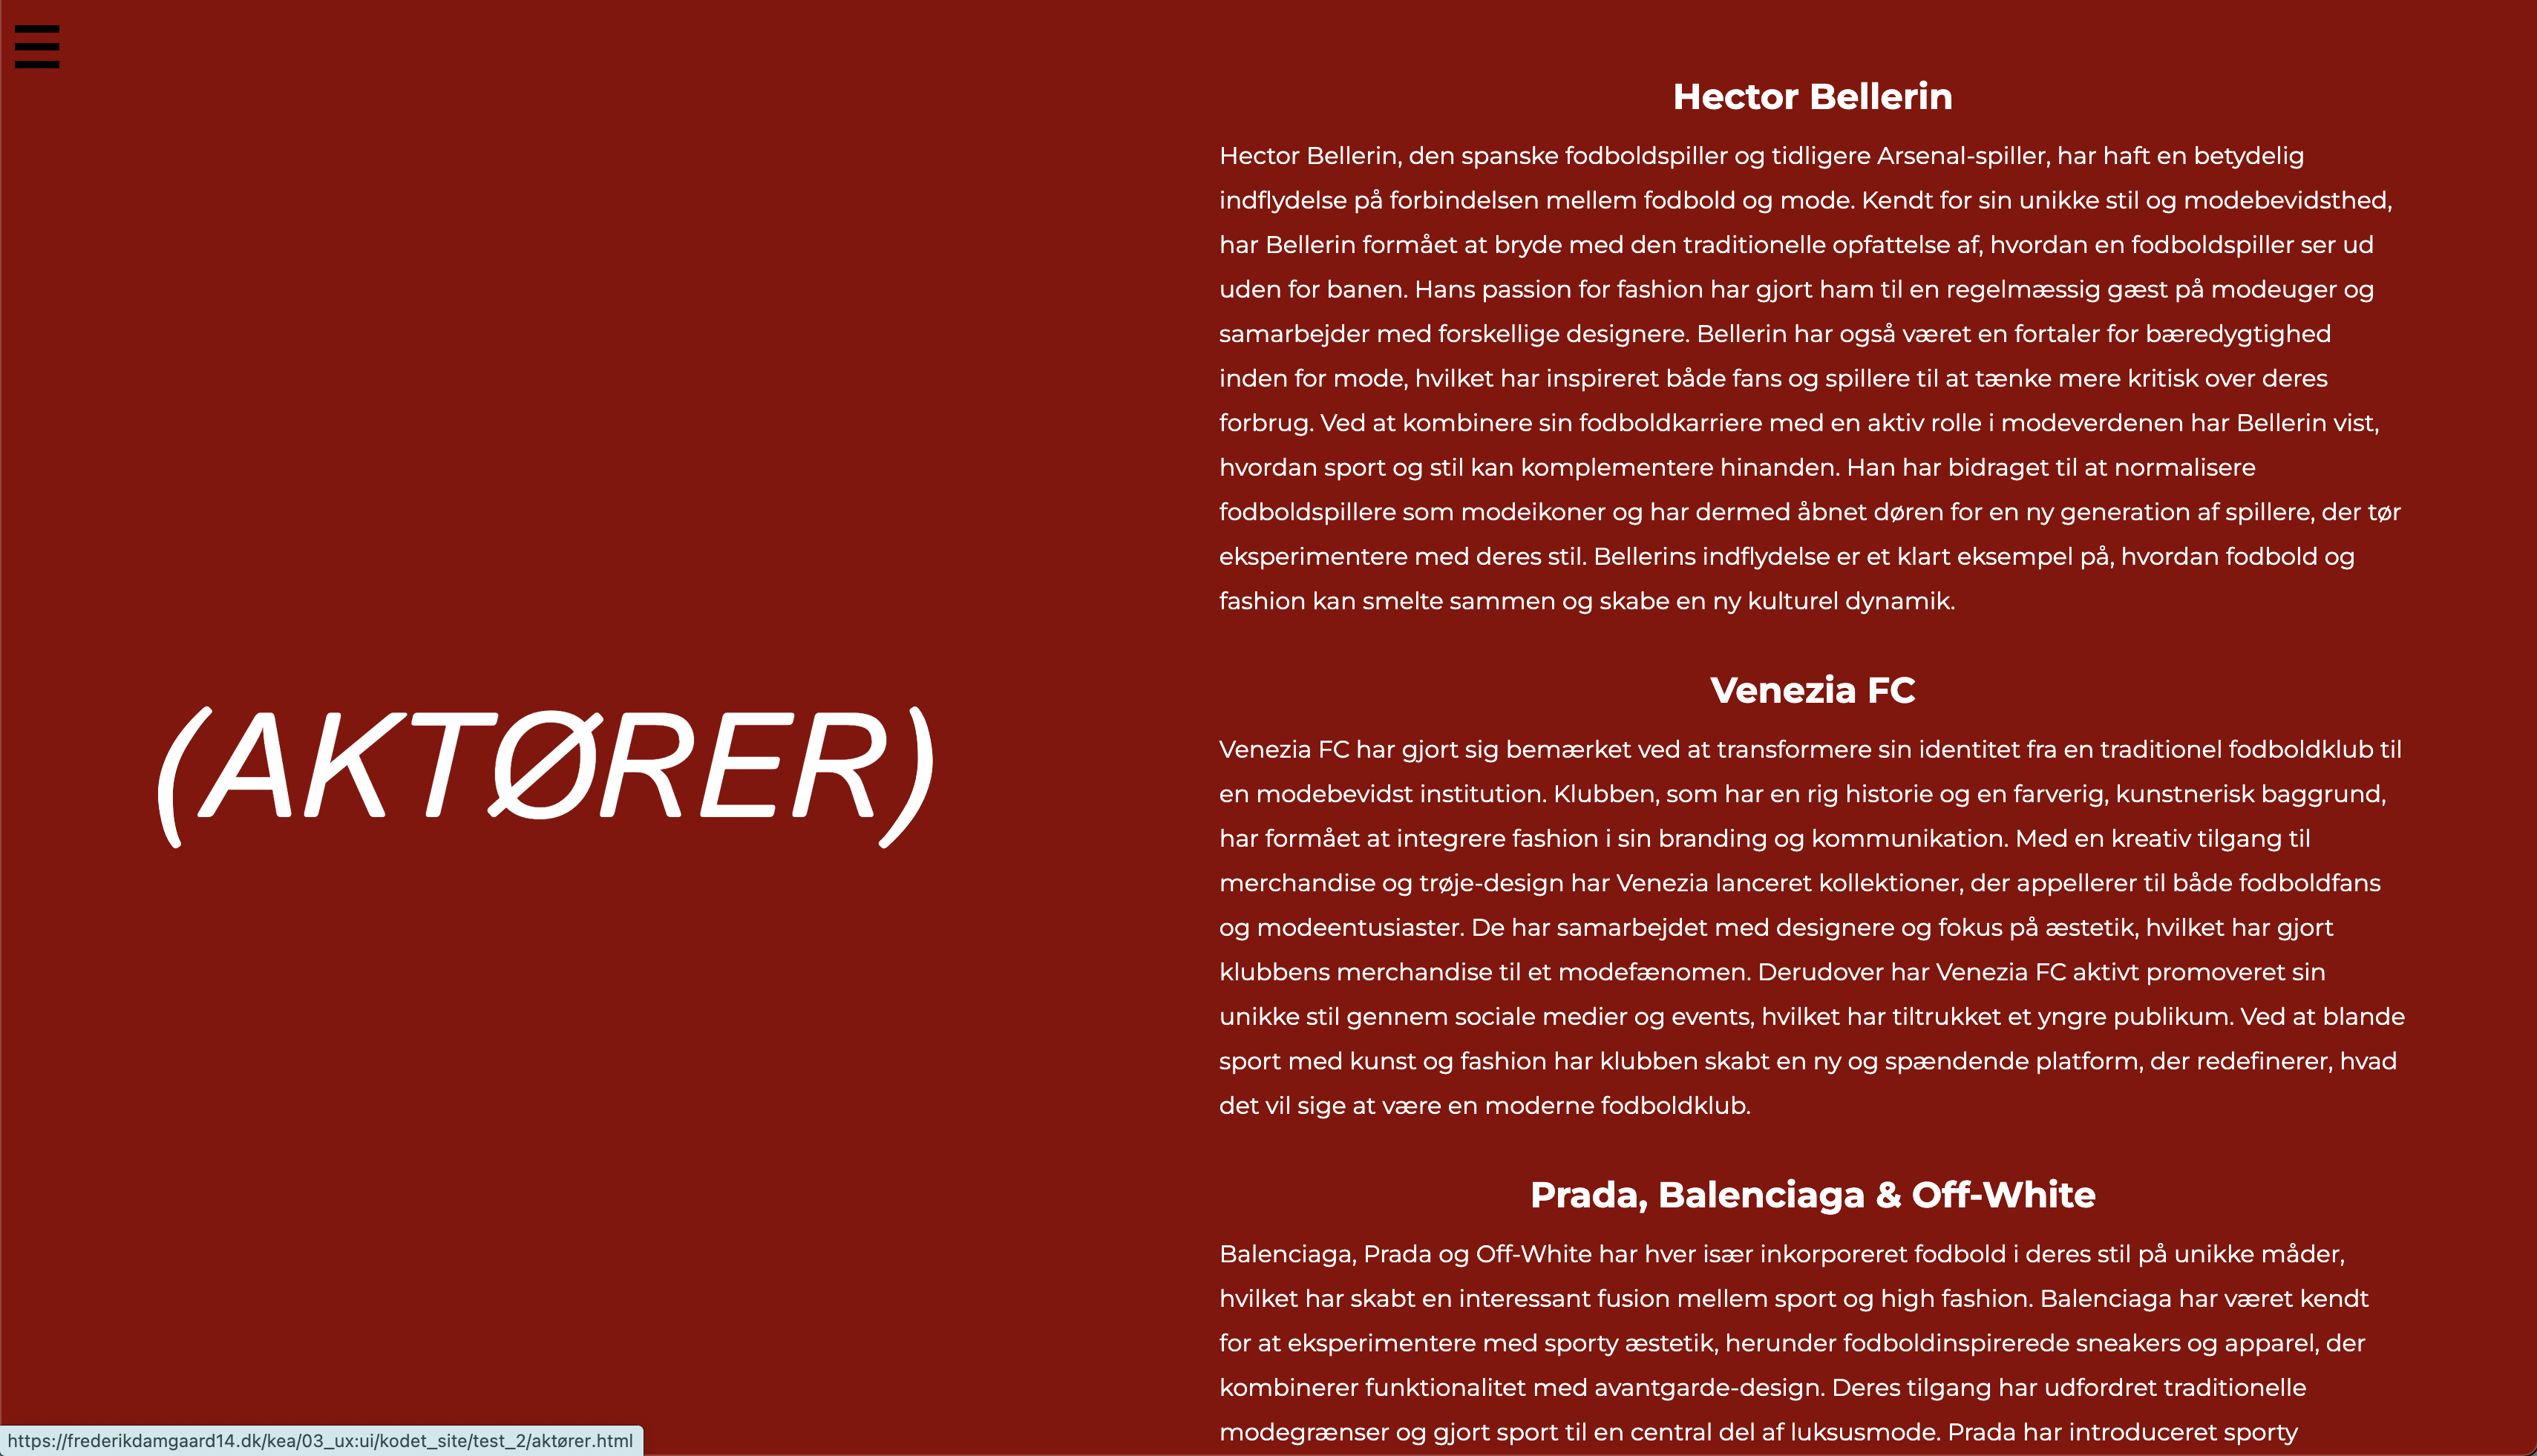 (AKTØRER)
Hector Bellerin
Hector Bellerin, den spanske fodboldspiller og tidligere Arsenal-spiller, har haft en betydelig
indflydelse på forbindelsen mellem fodbold og mode. Kendt for sin unikke stil og modebevidsthed,
har Bellerin formået at bryde med den traditionelle opfattelse af, hvordan en fodboldspiller ser ud
uden for banen. Hans passion for fashion har gjort ham til en regelmæssig gæst på modeuger og
samarbejder med forskellige designere. Bellerin har også været en fortaler for bæredygtighed
inden for mode, hvilket har inspireret både fans og spillere til at tænke mere kritisk over deres
forbrug. Ved at kombinere sin fodboldkarriere med en aktiv rolle i modeverdenen har Bellerin vist,
hvordan sport og stil kan komplementere hinanden. Han har bidraget til at normalisere
fodboldspillere som modeikoner og har dermed åbnet døren for en ny generation af spillere, der tør
eksperimentere med deres stil. Bellerins indflydelse er et klart eksempel på, hvordan fodbold og
fashion kan smelte sammen og skabe en ny kulturel dynamik.
Venezia FC
Venezia FC har gjort sig bemærket ved at transformere sin identitet fra en traditionel fodboldklub til
en modebevidst institution. Klubben, som har en rig historie og en farverig, kunstnerisk baggrund,
har formået at integrere fashion i sin branding og kommunikation. Med en kreativ tilgang til
merchandise og trøje-design har Venezia lanceret kollektioner, der appellerer til både fodboldfans
og modeentusiaster. De har samarbejdet med designere og fokus på æstetik, hvilket har gjort
klubbens merchandise til et modefænomen. Derudover har Venezia FC aktivt promoveret sin
unikke stil gennem sociale medier og events, hvilket har tiltrukket et yngre publikum. Ved at blande
sport med kunst og fashion har klubben skabt en ny og spændende platform, der redefinerer, hvad
det vil sige at være en moderne fodboldklub.
Prada, Balenciaga & Off-White
Balenciaga, Prada og Off-White har hver især inkorporeret fodbold i deres stil på unikke måder,
hvilket har skabt en interessant fusion mellem sport og high fashion. Balenciaga har været kendt
for at eksperimentere med sporty æstetik, herunder fodboldinspirerede sneakers og apparel, der
kombinerer funktionalitet med avantgarde-design. Deres tilgang har udfordret traditionelle
modegrænser og gjort sport til en central del af luksusmode. Prada har introduceret sporty
https://frederikdamgaard14.dk/kea/03_ux:ui/kodet_site/test_2/aktører.html